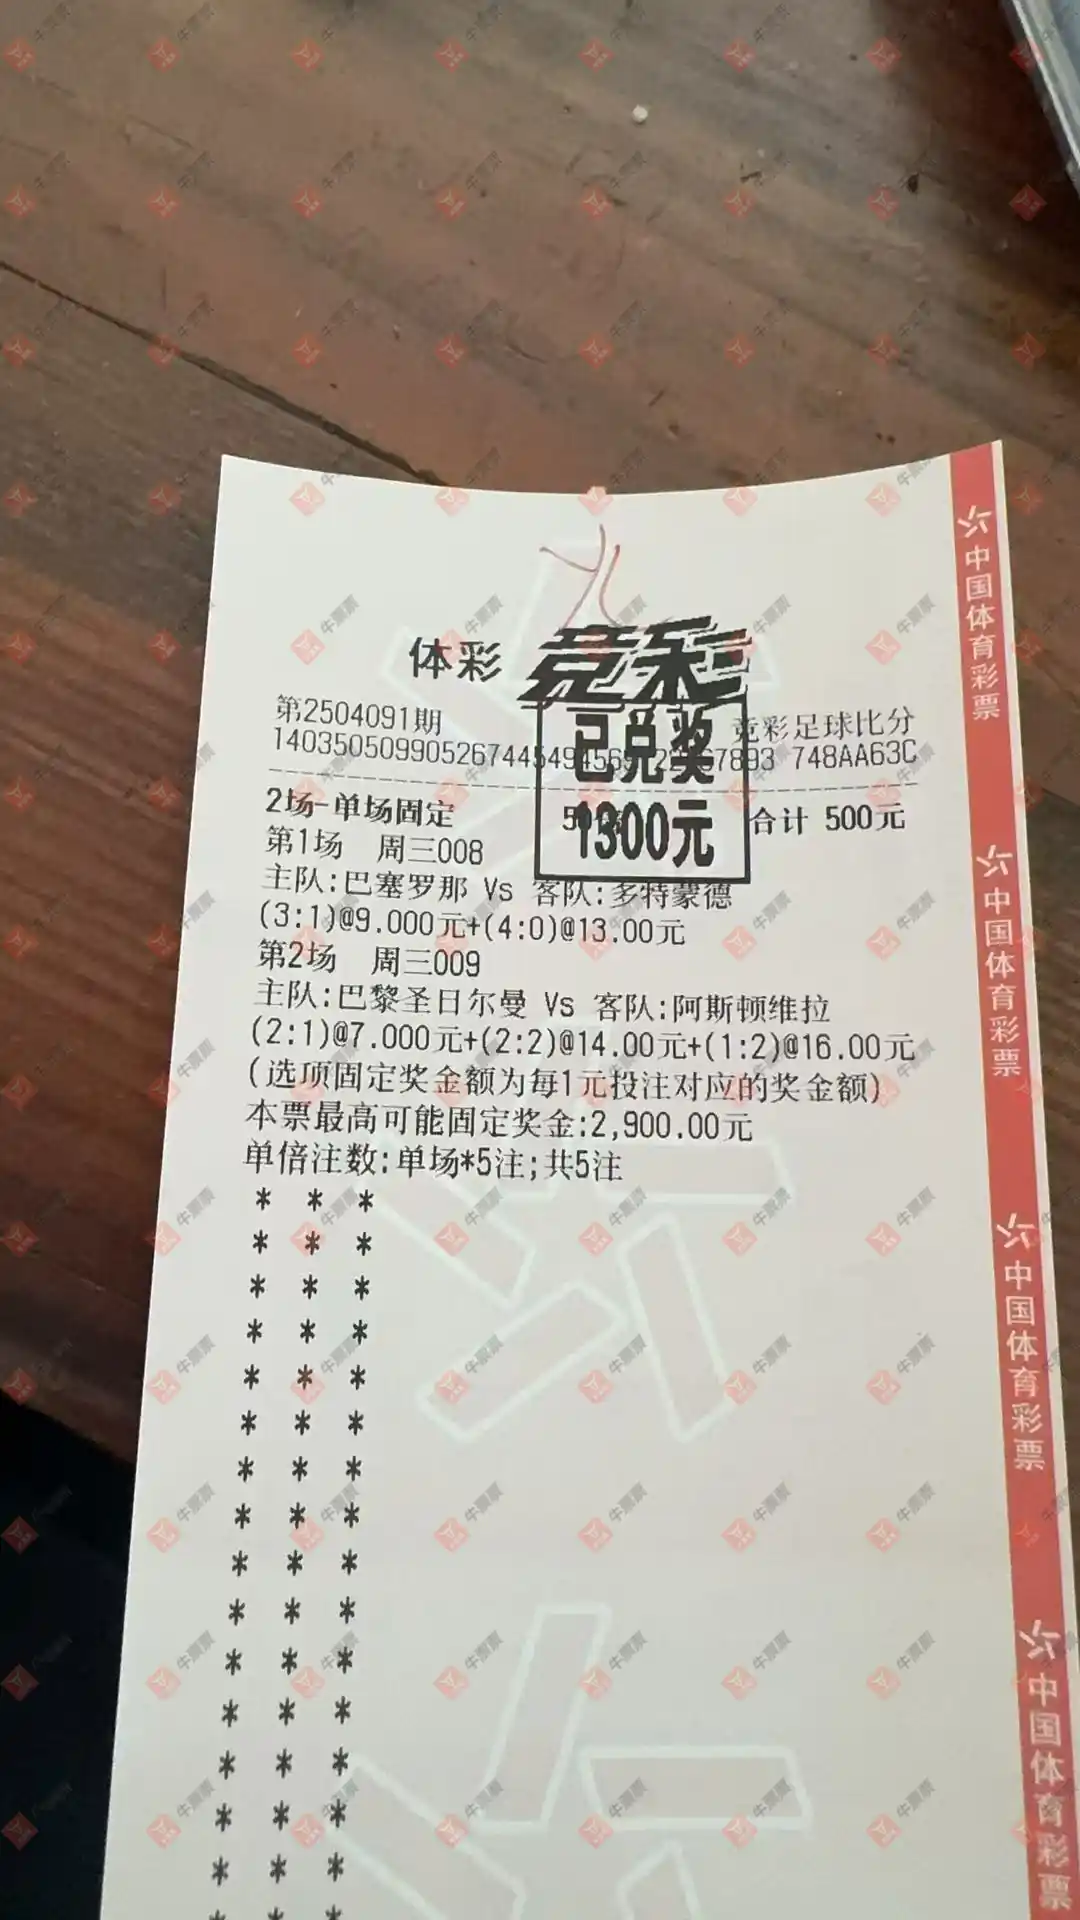 体彩 竞彩
第2504091期 竞彩足球比分
748AA63C
已兑奖
1300元
2场-单场固定 合计 500元
第1场 周三008
主队:巴塞罗那 Vs 客队:多特蒙德
(3:1)@9.000元+(4:0)@13.00元
第2场 周三009
主队:巴黎圣日尔曼 Vs 客队:阿斯顿维拉
(2:1)@7.000元+(2:2)@14.00元+(1:2)@16.00元
(选项固定奖金额为每1元投注对应的奖金额)
本票最高可能固定奖金:2,900.00元
单倍注数:单场*5注;共5注
中国体育彩票
中国体育彩票
中国体育彩票
中国体育彩票
牛票票